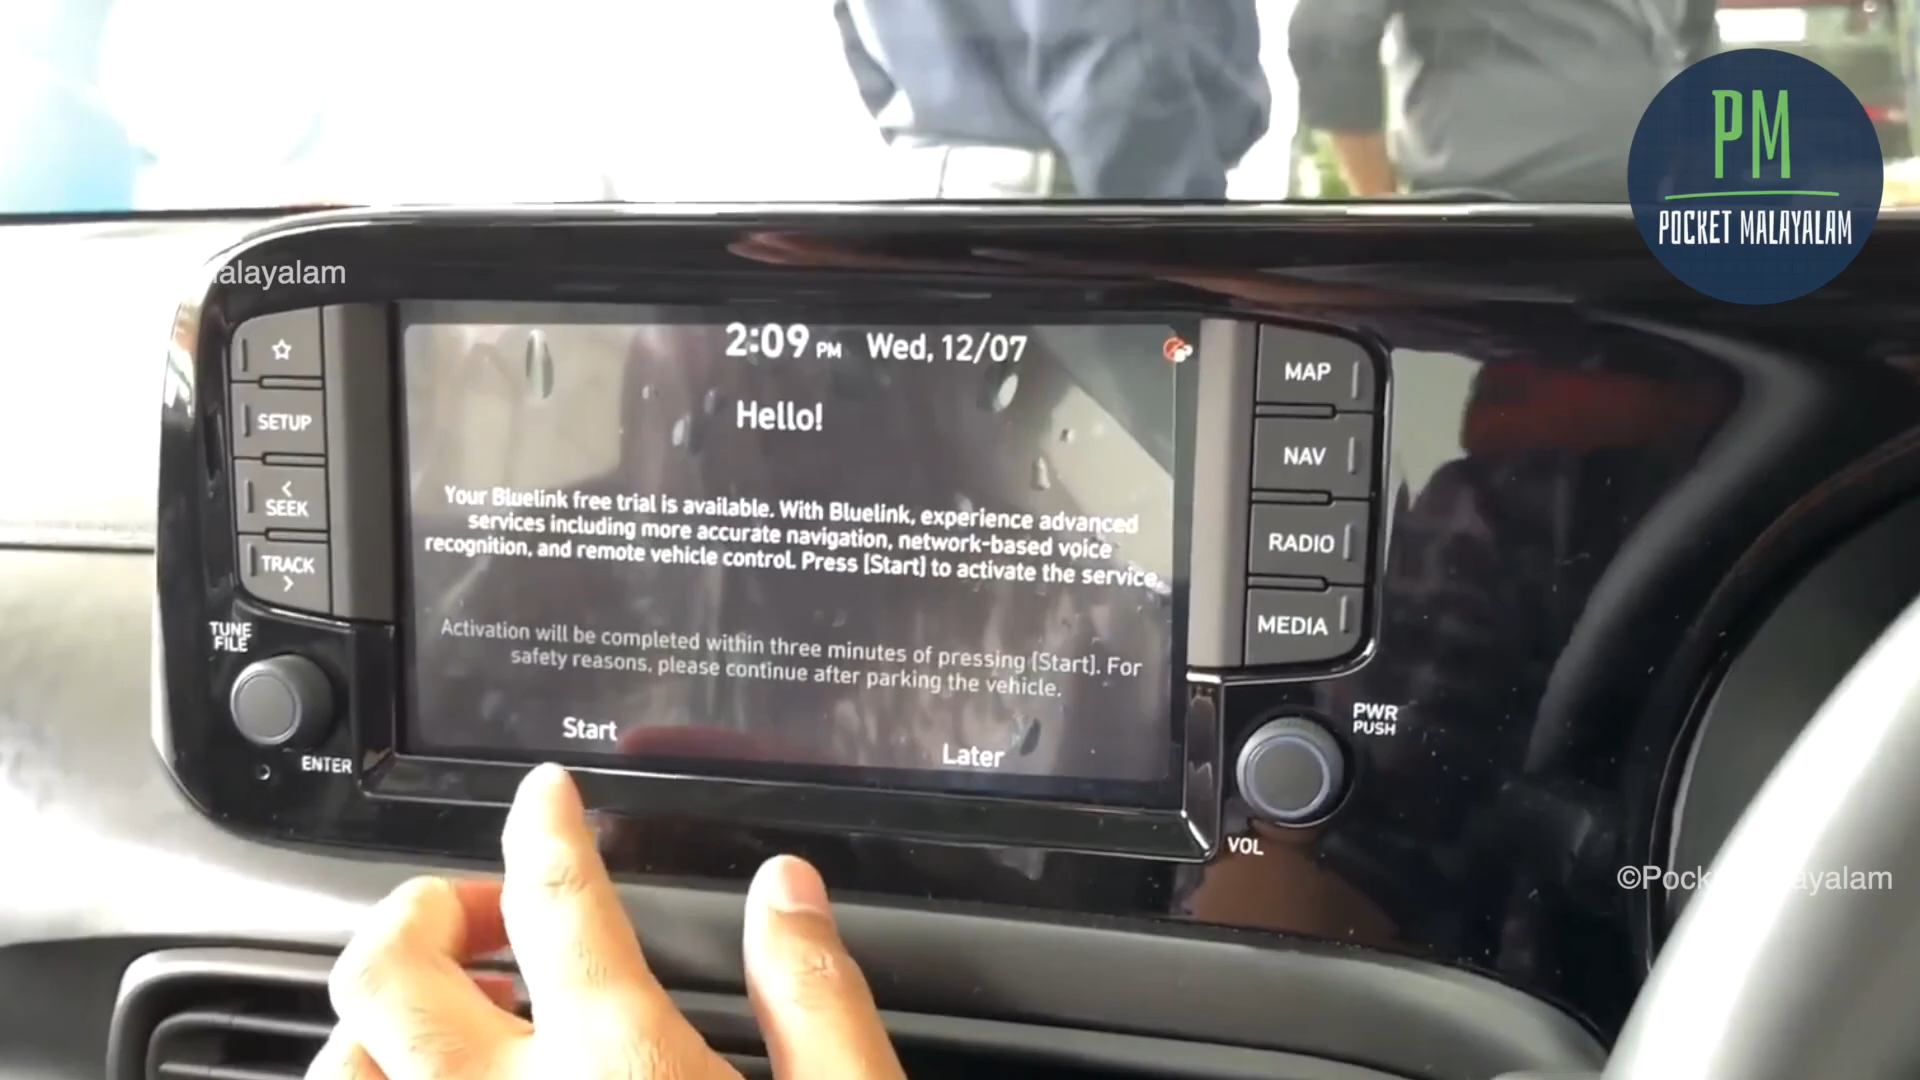 PM
POCKET MALAYALAM
alayalam
2:09 PM Wed, 12/07
Hello!
Your Bluelink free trial is available. With Bluelink, experience advanced
services including more accurate navigation, network-based voice
recognition, and remote vehicle control. Press [Start] to activate the service.
Activation will be completed within three minutes of pressing [Start]. For
safety reasons, please continue after parking the vehicle.
Start
Later
SETUP
<
SEEK
TRACK
>
TUNE
FILE
ENTER
MAP
NAV
RADIO
MEDIA
PWR
PUSH
VOL
©Pock ayalam